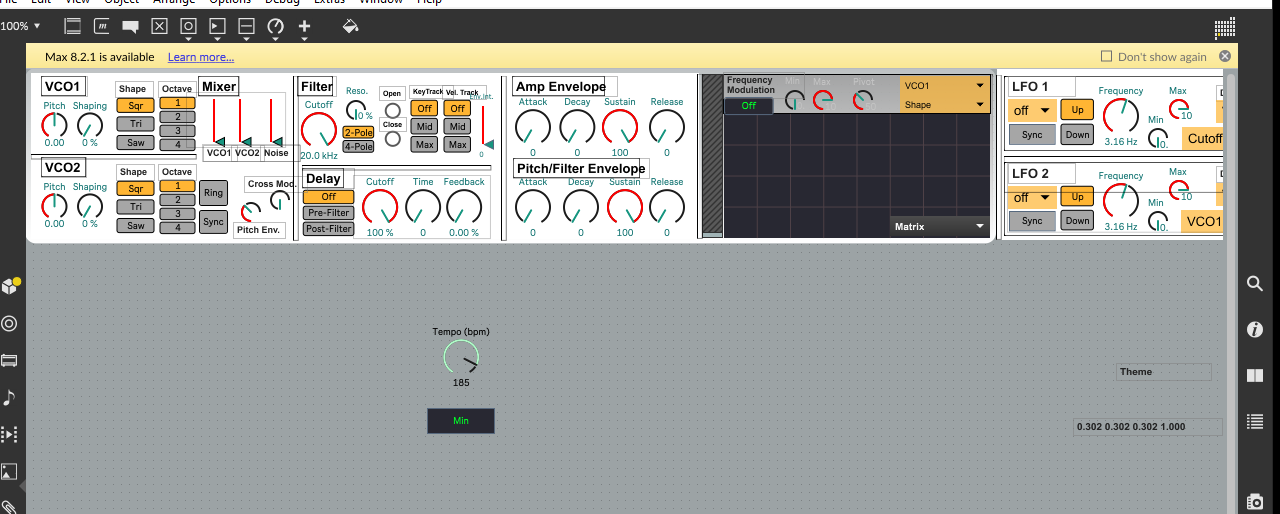 File Edit View Object Arrange Options Debug Extras Window Help
100%
Max 8.2.1 is available Learn more... Don't show again
VCO1
Pitch Shaping
0.00 0 %
Shape
Sqr
Tri
Saw
Octave
1
2
3
4
Mixer
VCO1 VCO2 Noise
VCO2
Pitch Shaping
0.00 0 %
Shape
Sqr
Tri
Saw
Octave
1
2
3
4
Ring
Sync
Cross Mod.
Pitch Env.
Filter
Cutoff
20.0 kHz
Reso.
0 %
2-Pole
4-Pole
Open
Close
KeyTrack
Off
Mid
Max
Vel. Track
Off
Mid
Max
Env.Int.
0
Delay
Off
Pre-Filter
Post-Filter
Cutoff Time Feedback
100 % 0 0.00 %
Amp Envelope
Attack Decay Sustain Release
0 0 100 0
Pitch/Filter Envelope
Attack Decay Sustain Release
0 0 100 0
Frequency
Modulation
Off
Min Max Pivot
VCO1
Shape
Matrix
LFO 1
off
Sync
Up
Down
Frequency
3.16 Hz
Max
10
Min
0.
Cutoff
LFO 2
off
Sync
Up
Down
Frequency
3.16 Hz
Max
10
Min
0.
VCO1
Tempo (bpm)
185
Min
Theme
0.302 0.302 0.302 1.000